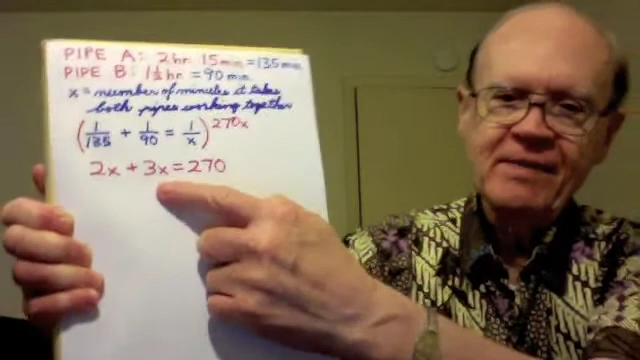 PIPE A: 2 hr 15 min = 135 min
PIPE B: 1½ hr = 90 min
x = number of minutes it takes
both pipes working together
(1/135 + 1/90 = 1/x) 270x
2x + 3x = 270